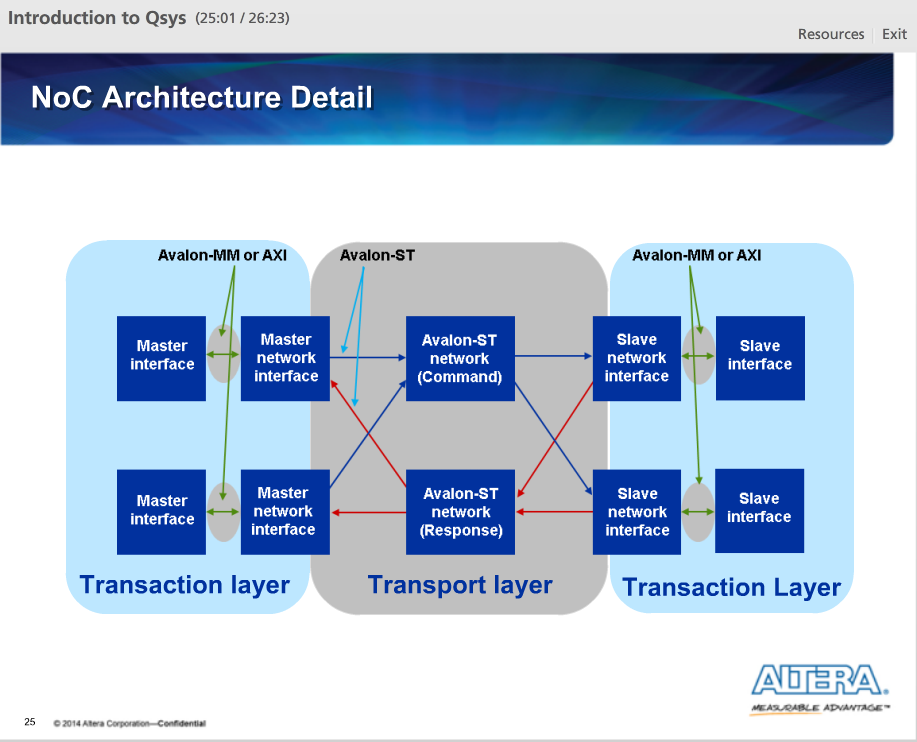 Introduction to Qsys (25:01 / 26:23)
Resources
Exit
NoC Architecture Detail
Avalon-MM or AXI
Avalon-ST
Avalon-MM or AXI
Master
interface
Master
network
interface
Avalon-ST
network
(Command)
Slave
network
interface
Slave
interface
Master
interface
Master
network
interface
Avalon-ST
network
(Response)
Slave
network
interface
Slave
interface
Transaction layer
Transport layer
Transaction Layer
ALTERA.
MEASURABLE ADVANTAGE™
25
© 2014 Altera Corporation—Confidential